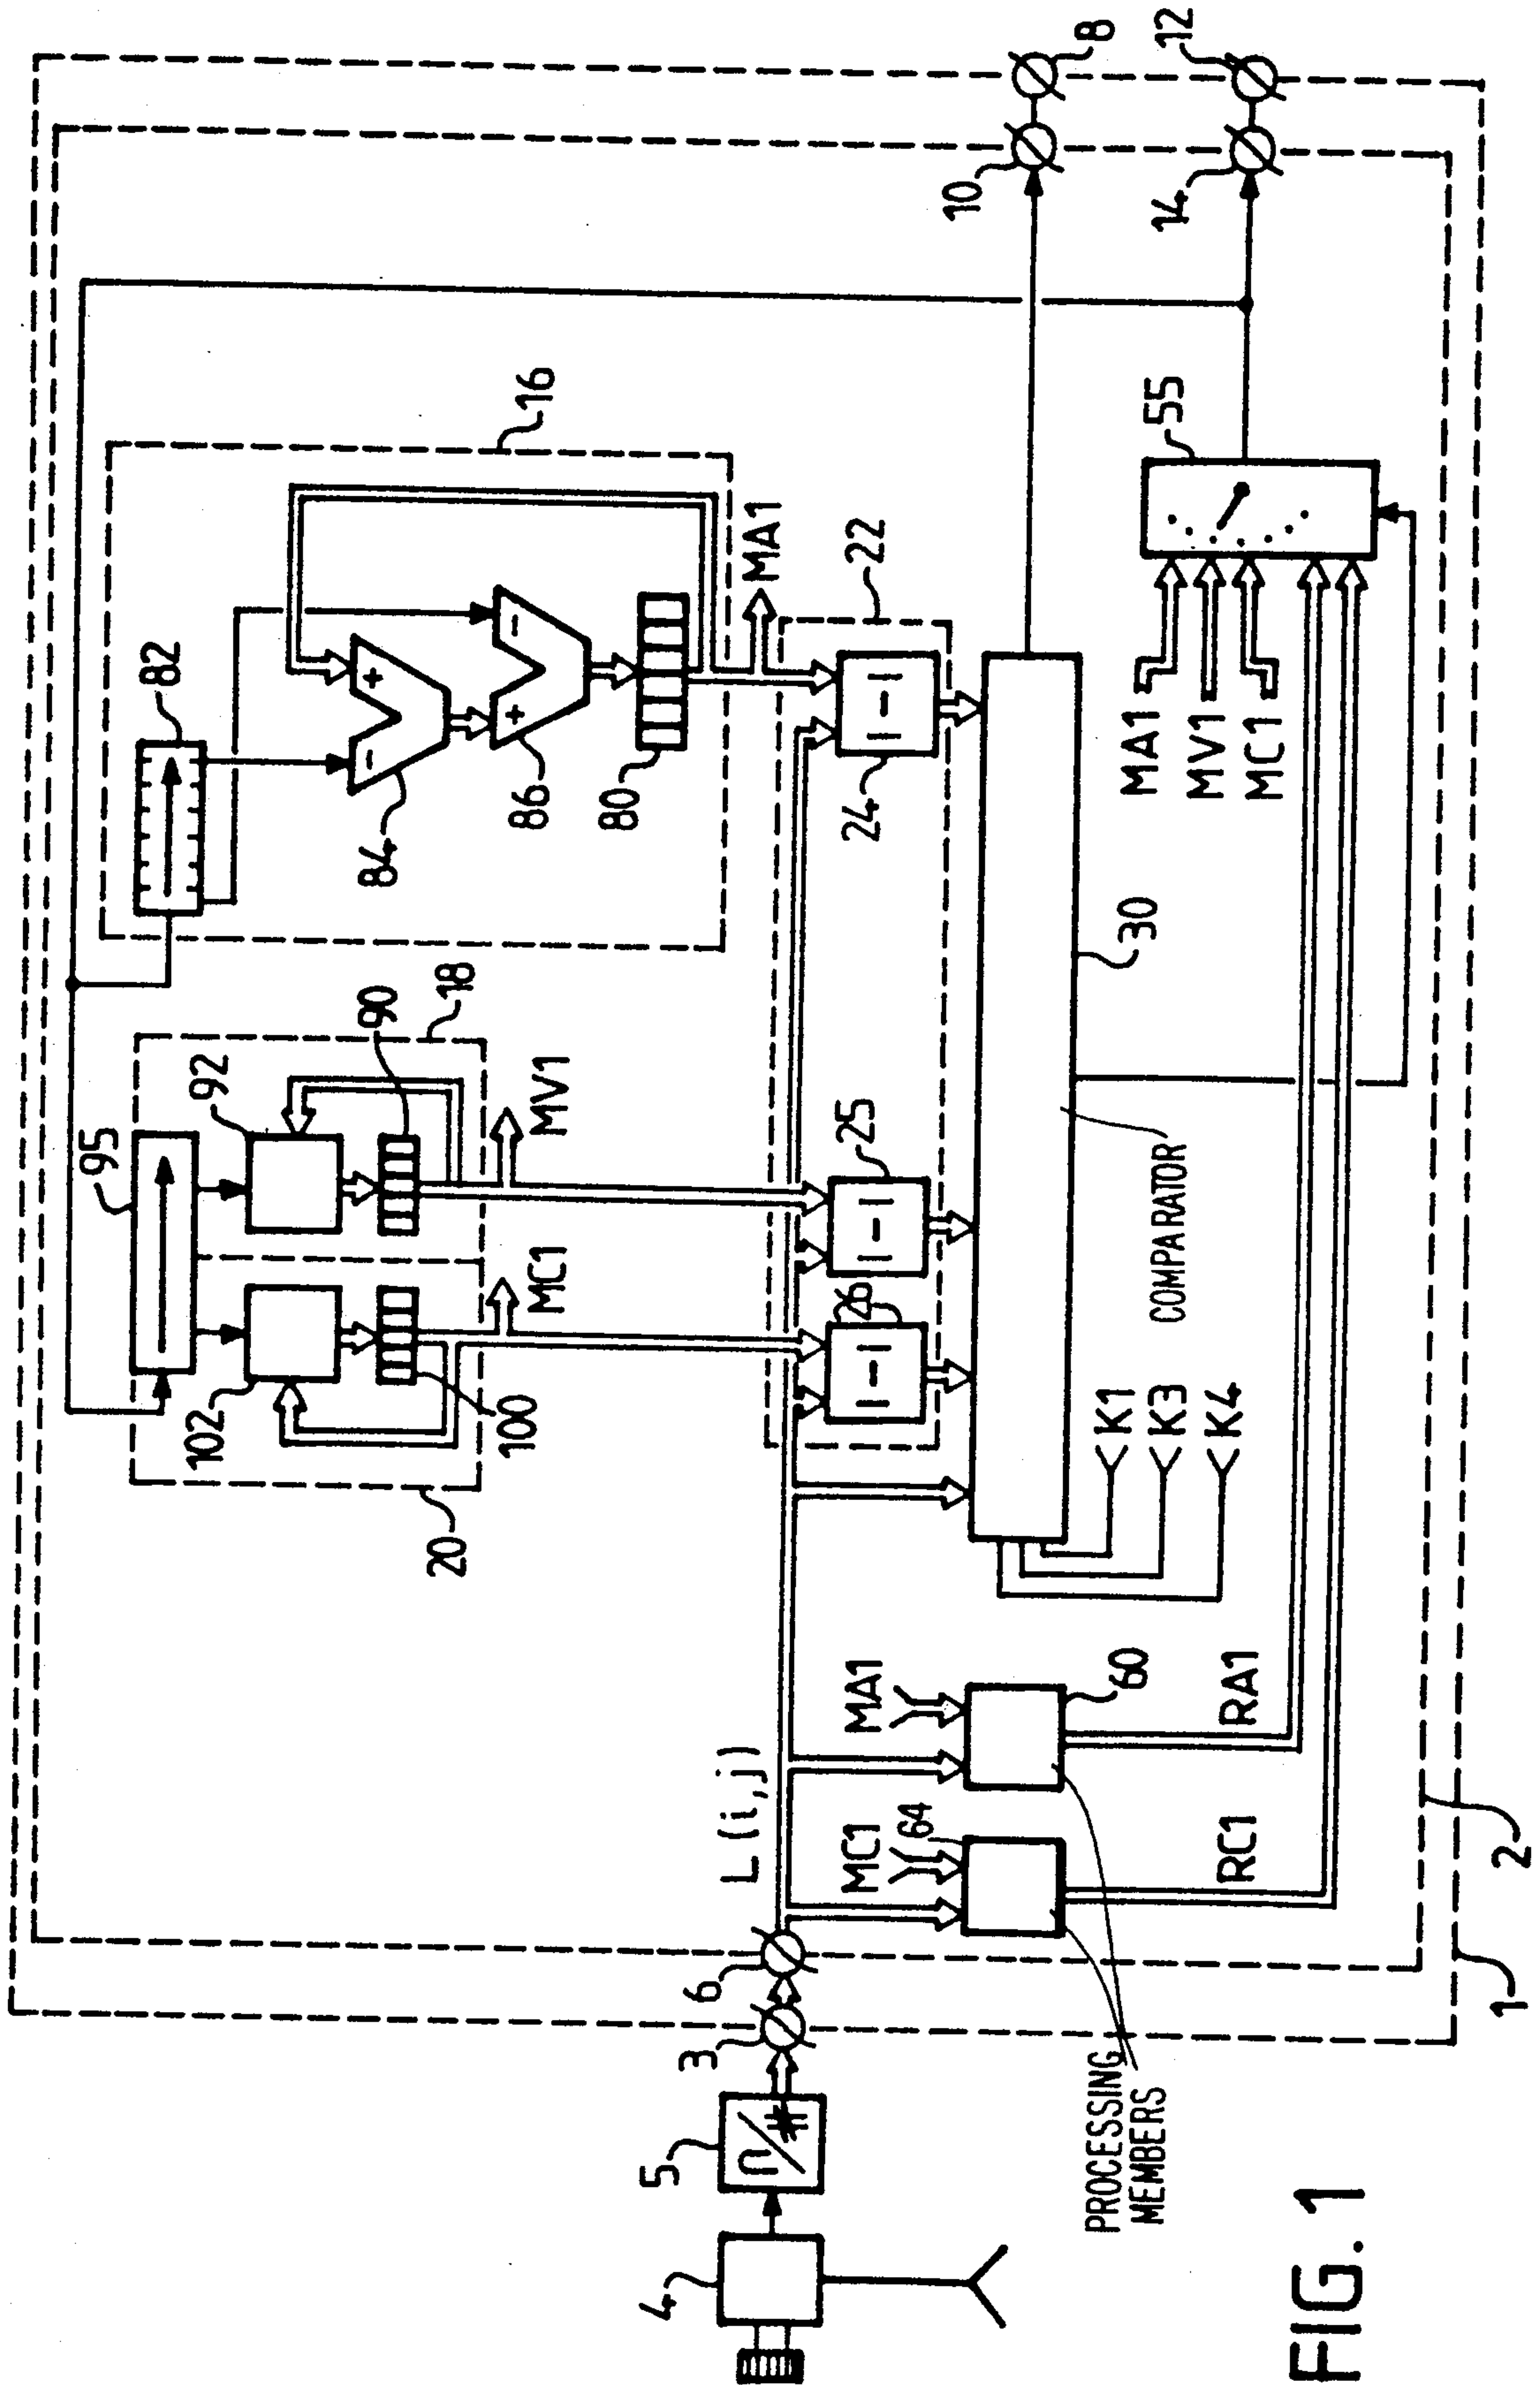 95
92
90
18
82
16
84
86
80
MA1
102
100
20
MV1
MC1
22
24
25
26
30
COMPARATOR
K1
K3
K4
55
MA1
MV1
MC1
10
8
14
12
L(i,j)
MA1
60
MC1
64
RA1
RC1
6
3
5
4
PROCESSING
MEMBERS
2
1
FIG. 1